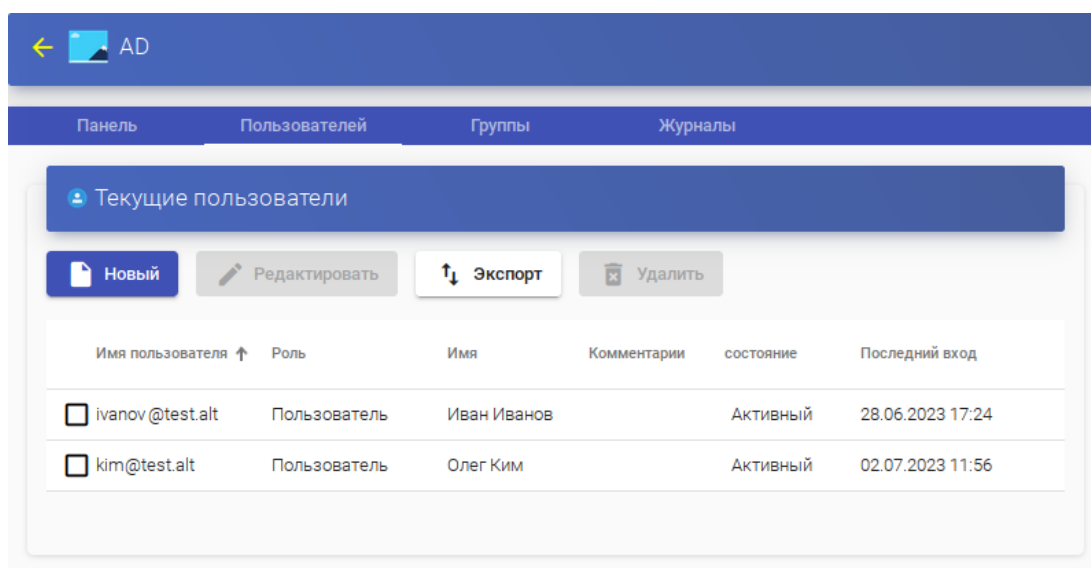 AD
Панель Пользователей Группы Журналы
Текущие пользователи
Новый Редактировать Экспорт Удалить
Имя пользователя Роль Имя Комментарии состояние Последний вход
ivanov@test.alt Пользователь Иван Иванов Активный 28.06.2023 17:24
kim@test.alt Пользователь Олег Ким Активный 02.07.2023 11:56